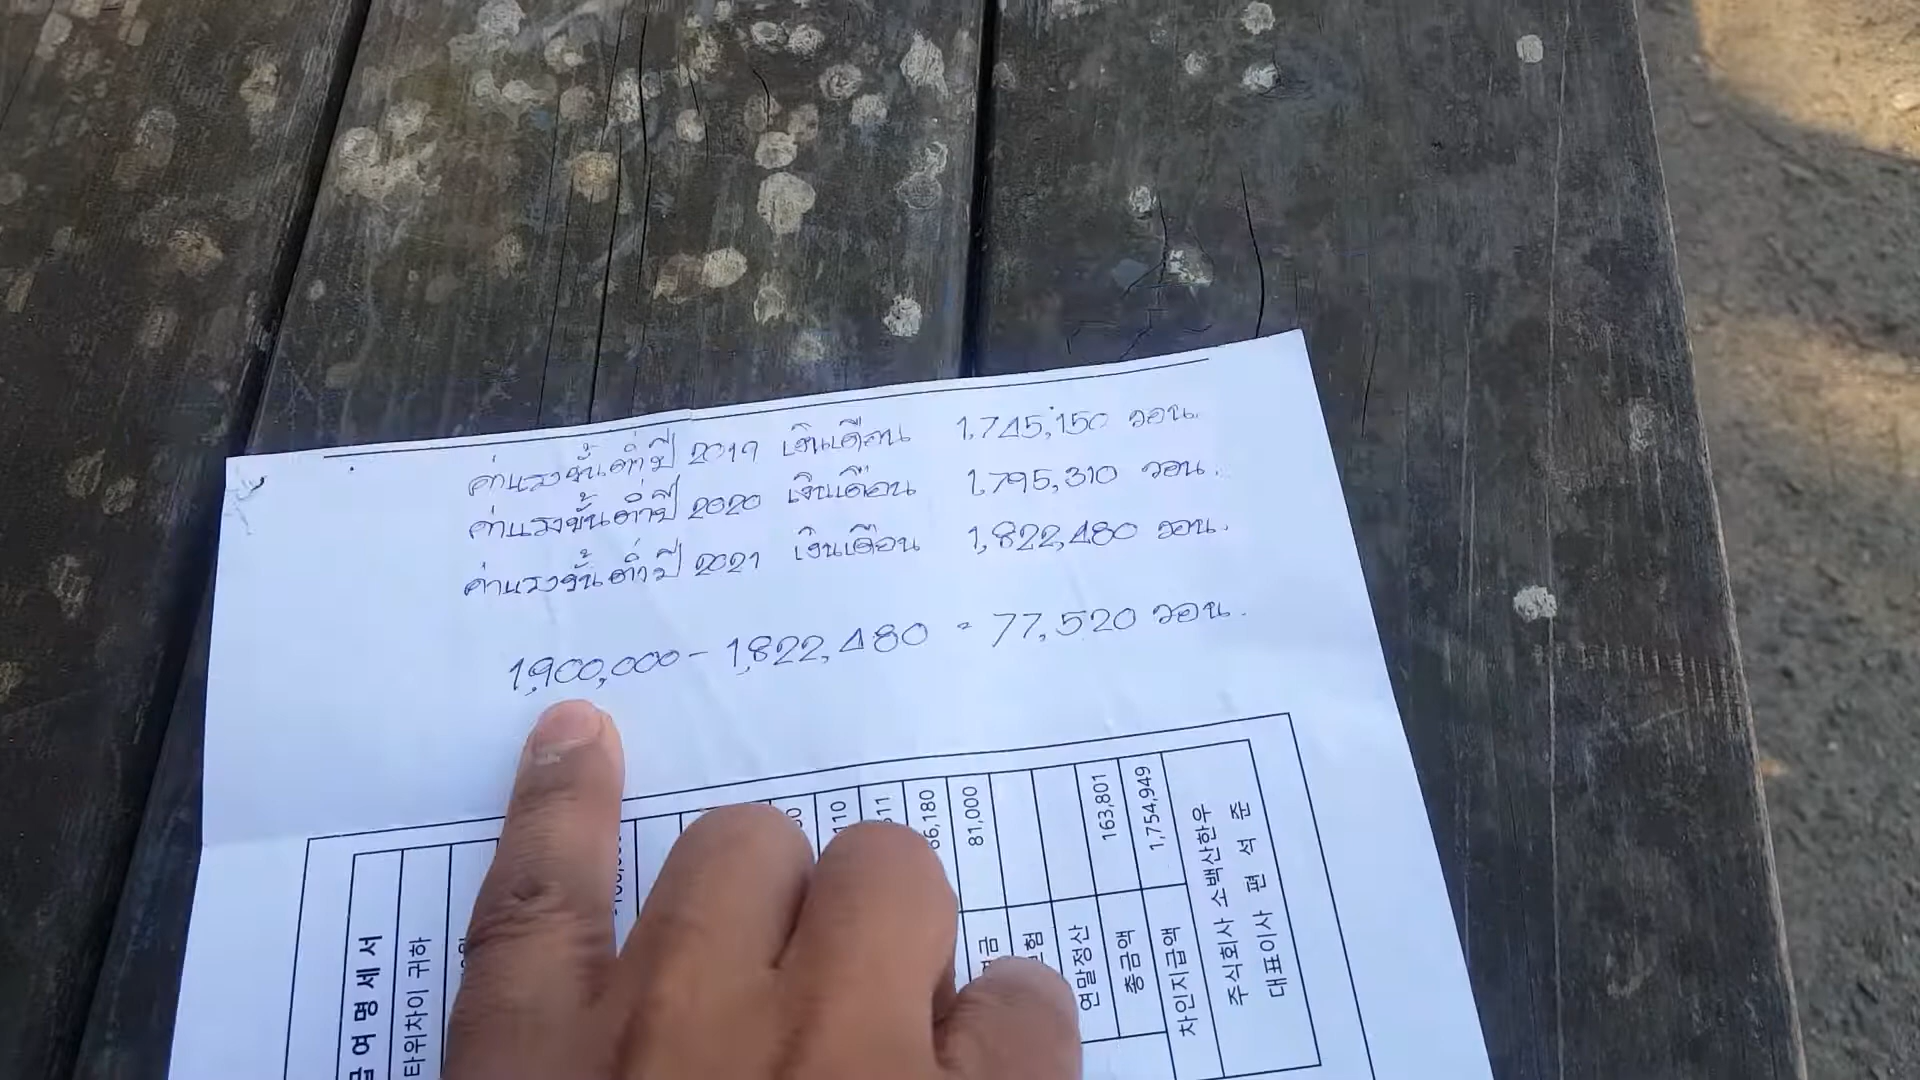 ค่าแรงขั้นต่ำปี 2019 เงินเดือน 1,745,150 วอน.
ค่าแรงขั้นต่ำปี 2020 เงินเดือน 1,795,310 วอน.
ค่าแรงขั้นต่ำปี 2021 เงินเดือน 1,822,480 วอน.
1,900,000 - 1,822,480 = 77,520 วอน.
급여명세서
타위차이 귀하
81,000
연말정산
총금액 163,801
차인지급액 1,754,949
주식회사 소백산한우
대표이사 편석준